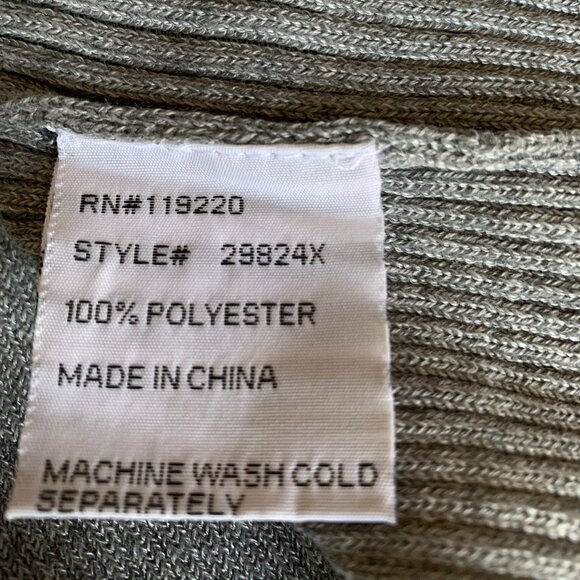 RN#119220
STYLE# 29824X
100% POLYESTER
MADE IN CHINA
MACHINE WASH COLD
SEPARATELY